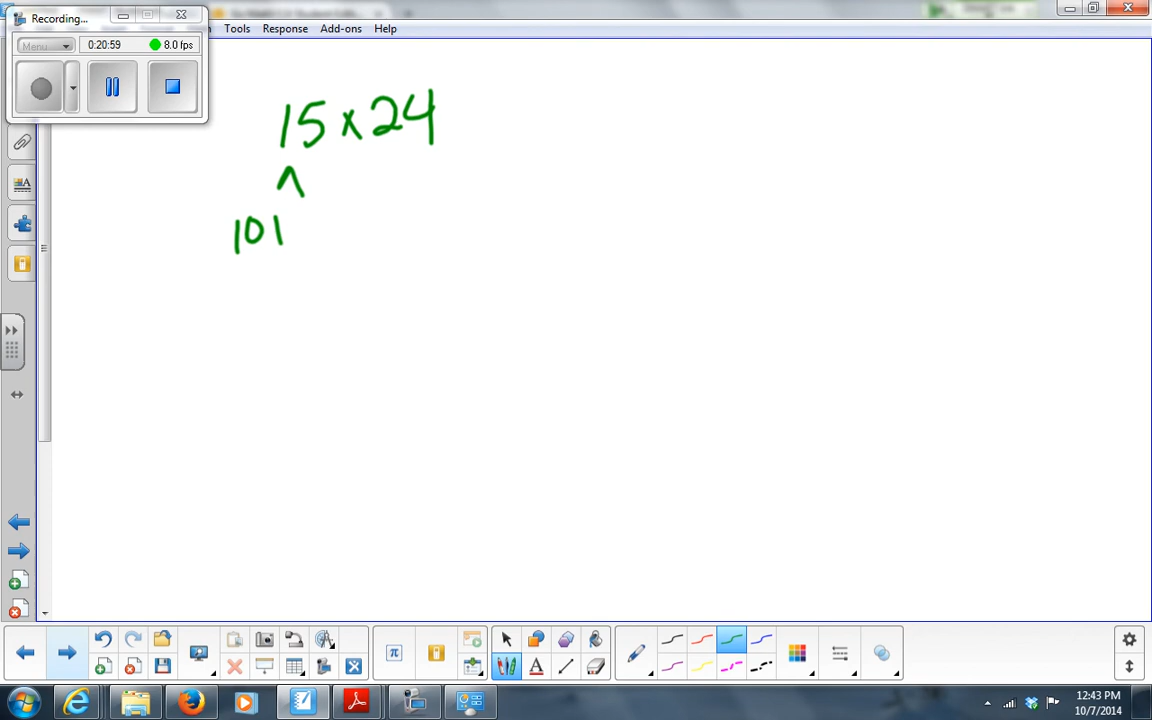 Recording...
Menu
0:20:59
8.0 fps
Tools Response Add-ons Help
15 x 24
^
101
A
π
A
12:43 PM
10/7/2014